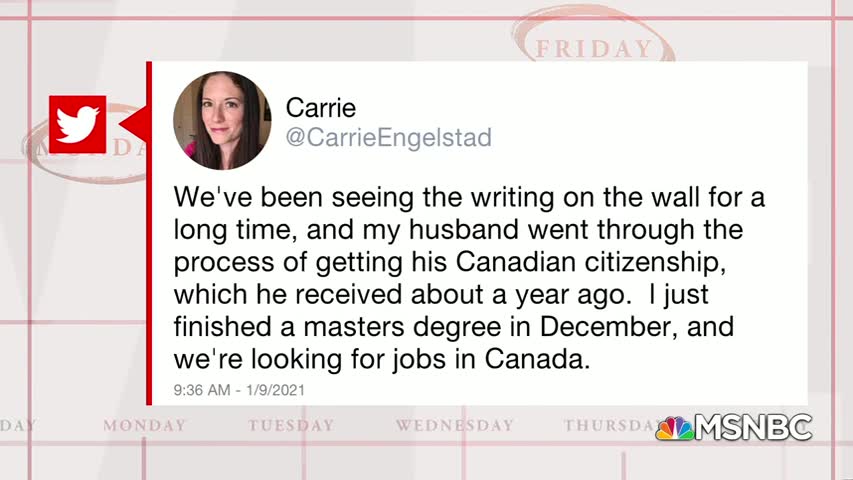 FRIDAY
MONDA
Carrie
@CarrieEngelstad
We've been seeing the writing on the wall for a
long time, and my husband went through the
process of getting his Canadian citizenship,
which he received about a year ago.  I just
finished a masters degree in December, and
we're looking for jobs in Canada.
9:36 AM - 1/9/2021
DAY MONDAY TUESDAY WEDNESDAY THURSDA
MSNBC